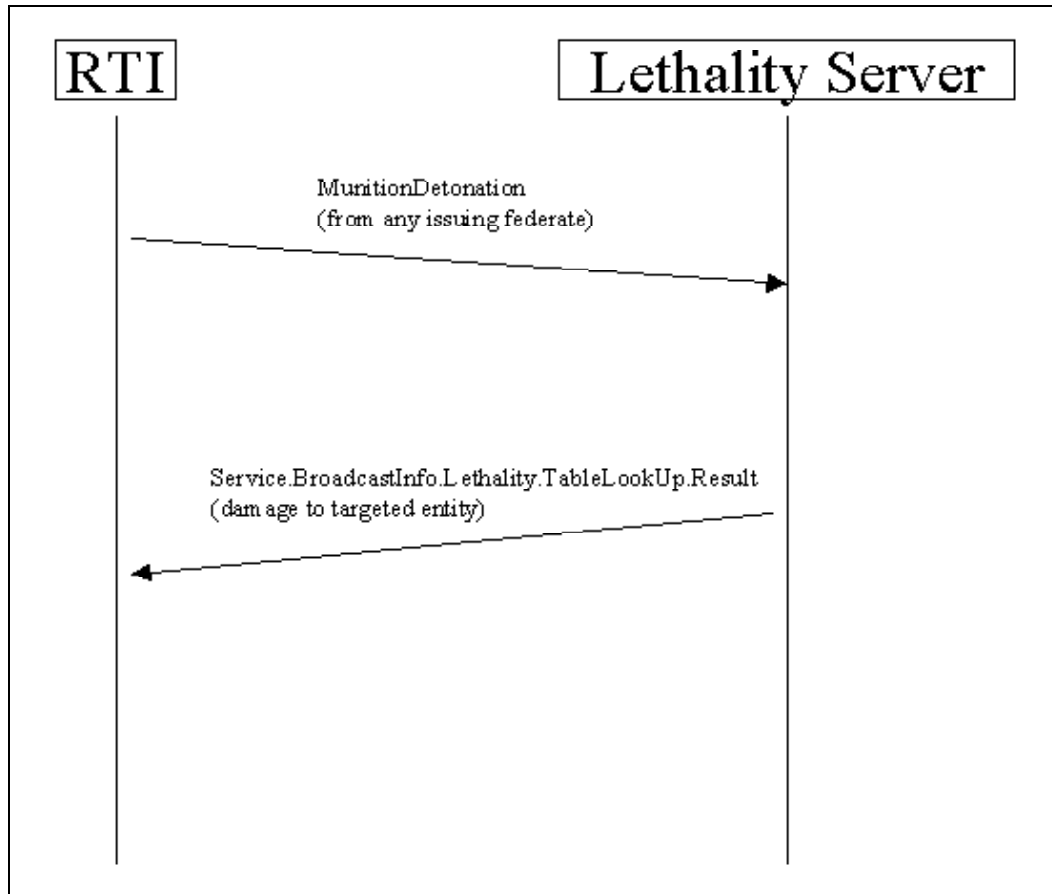 RTI
Lethality Server
MunitionDetonation
(from any issuing federate)
Service.BroadcastInfo.Lethality.TableLookUp.Result
(damage to targeted entity)